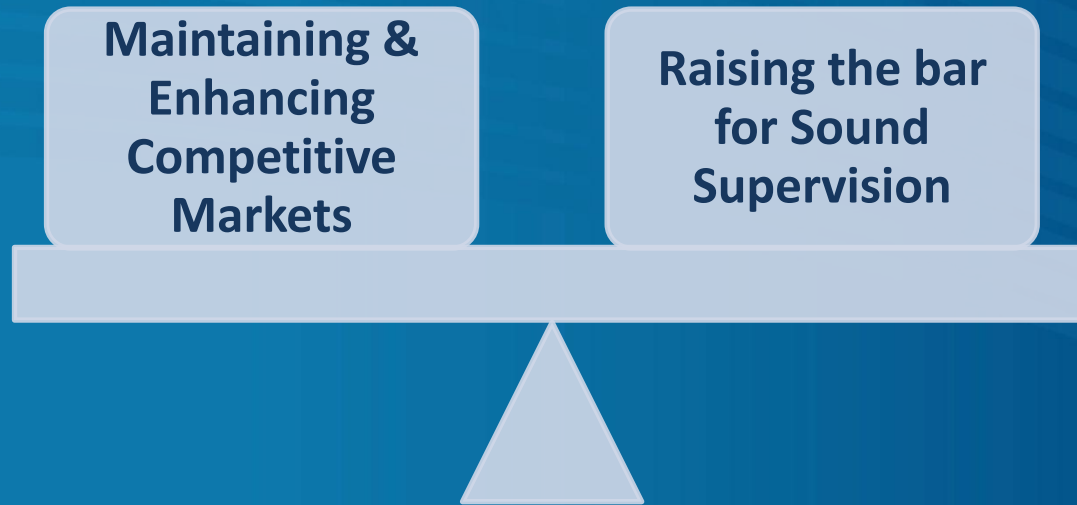 Maintaining &
Enhancing
Competitive
Markets
Raising the bar
for Sound
Supervision